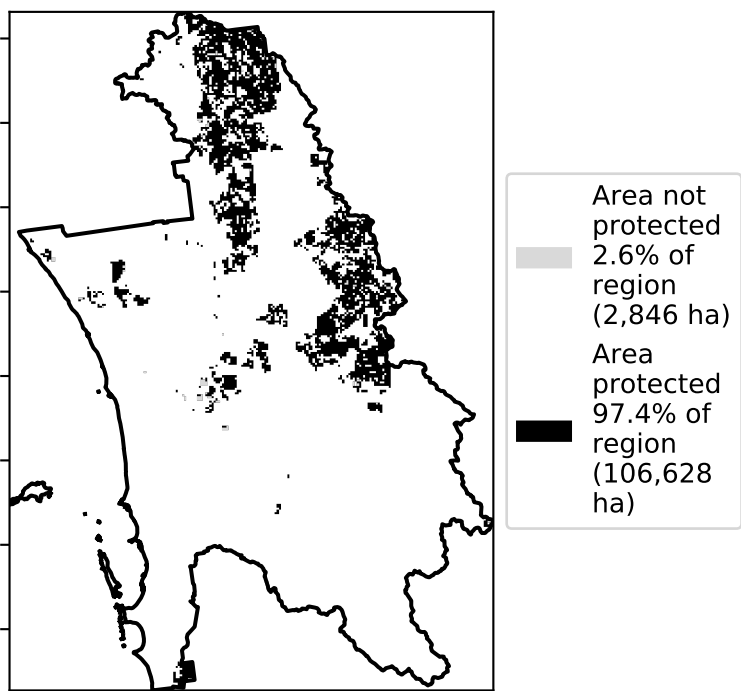 Area not
protected
2.6% of
region
(2,846 ha)
Area
protected
97.4% of
region
(106,628
ha)